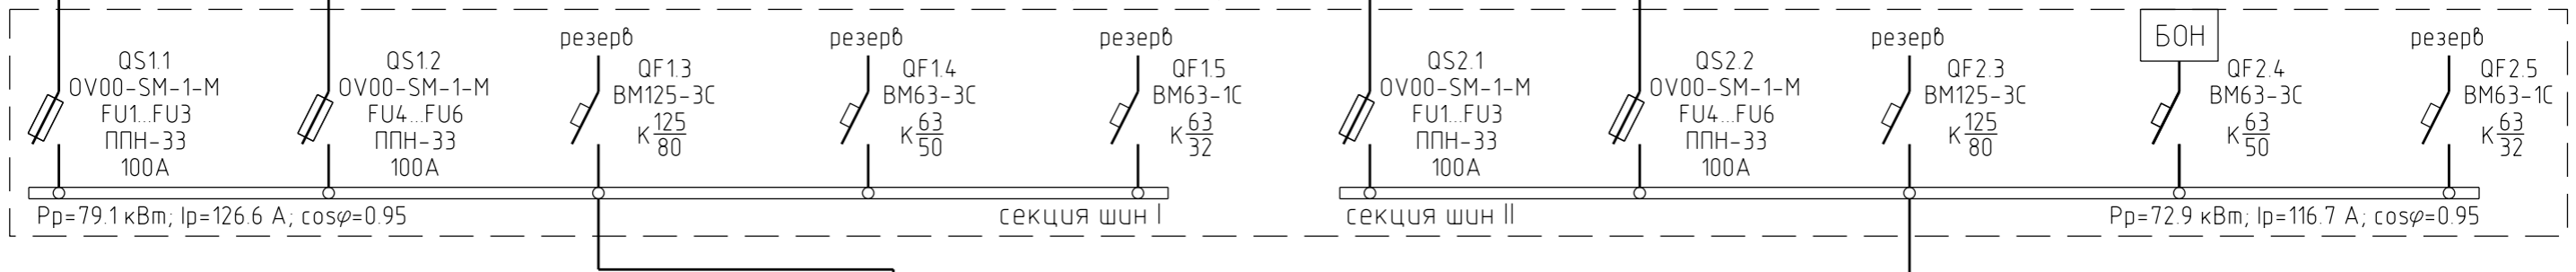 QS1.1
OV00-SM-1-M
FU1...FU3
ППН-33
100А
QS1.2
OV00-SM-1-M
FU4...FU6
ППН-33
100А
резерв
QF1.3
ВМ125-3С
К 125/80
резерв
QF1.4
ВМ63-3С
К 63/50
резерв
QF1.5
ВМ63-1С
К 63/32
QS2.1
OV00-SM-1-M
FU1...FU3
ППН-33
100А
QS2.2
OV00-SM-1-M
FU4...FU6
ППН-33
100А
резерв
QF2.3
ВМ125-3С
К 125/80
БОН
QF2.4
ВМ63-3С
К 63/50
резерв
QF2.5
ВМ63-1С
К 63/32
Рр=79.1 кВт; Iр=126.6 А; cosφ=0.95
секция шин I
секция шин II
Рр=72.9 кВт; Iр=116.7 А; cosφ=0.95